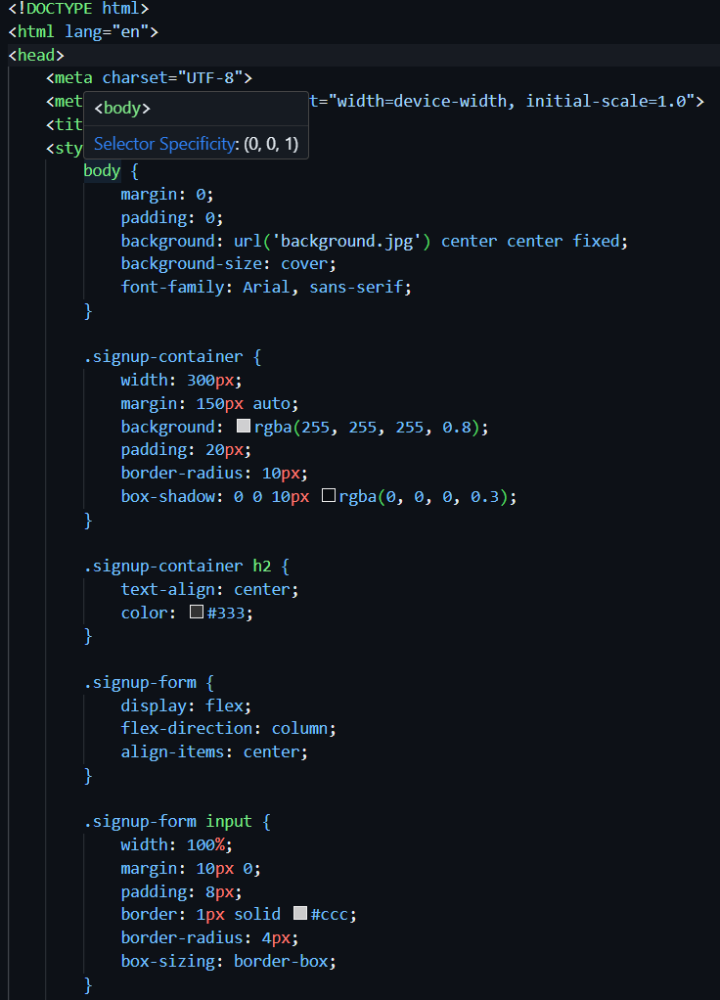 <!DOCTYPE html>
<html lang="en">
<head>
    <meta charset="UTF-8">
    <met t="width=device-width, initial-scale=1.0">
<body>
    <tit
Selector Specificity: (0, 0, 1)
    <sty
        body {
            margin: 0;
            padding: 0;
            background: url('background.jpg') center center fixed;
            background-size: cover;
            font-family: Arial, sans-serif;
        }

        .signup-container {
            width: 300px;
            margin: 150px auto;
            background: rgba(255, 255, 255, 0.8);
            padding: 20px;
            border-radius: 10px;
            box-shadow: 0 0 10px rgba(0, 0, 0, 0.3);
        }

        .signup-container h2 {
            text-align: center;
            color: #333;
        }

        .signup-form {
            display: flex;
            flex-direction: column;
            align-items: center;
        }

        .signup-form input {
            width: 100%;
            margin: 10px 0;
            padding: 8px;
            border: 1px solid #ccc;
            border-radius: 4px;
            box-sizing: border-box;
        }